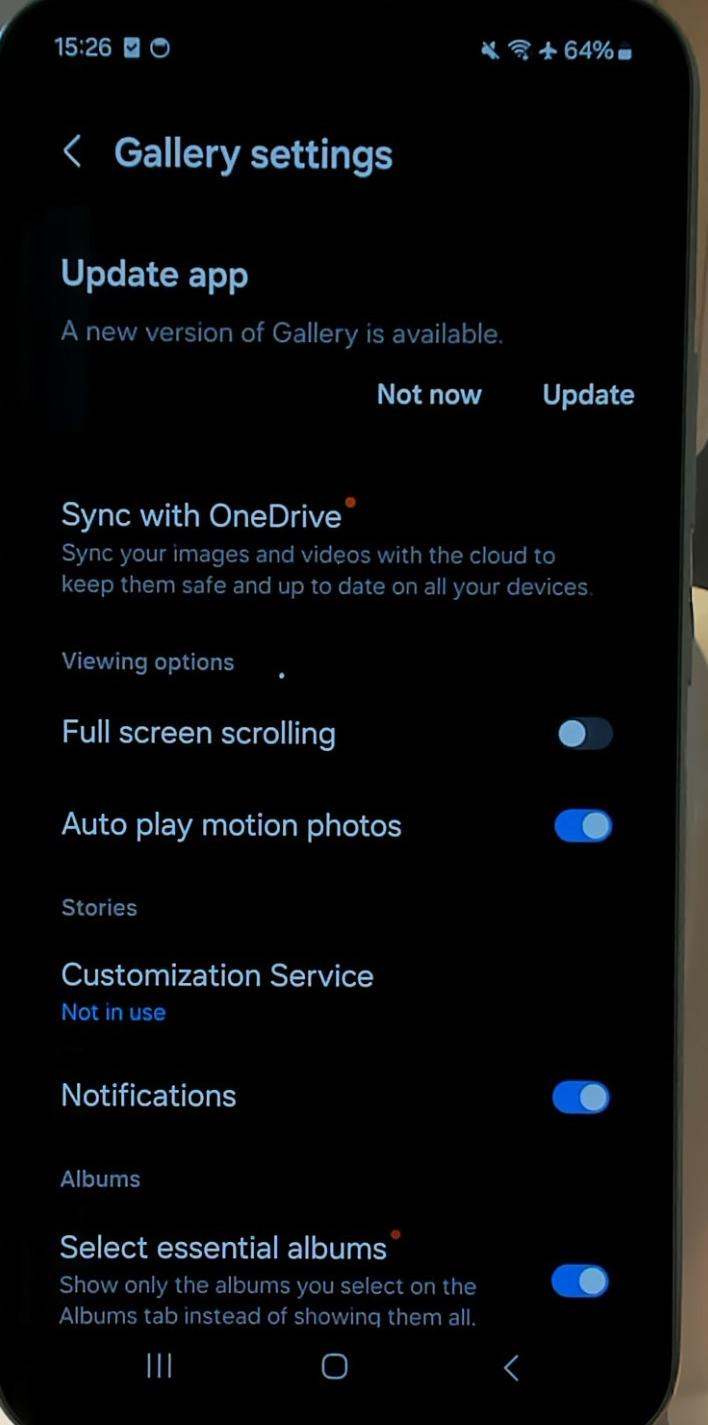 15:26
64%
Gallery settings
Update app
A new version of Gallery is available.
Not now
Update
Sync with OneDrive
Sync your images and videos with the cloud to
keep them safe and up to date on all your devices.
Viewing options
Full screen scrolling
Auto play motion photos
Stories
Customization Service
Not in use
Notifications
Albums
Select essential albums
Show only the albums you select on the
Albums tab instead of showing them all.